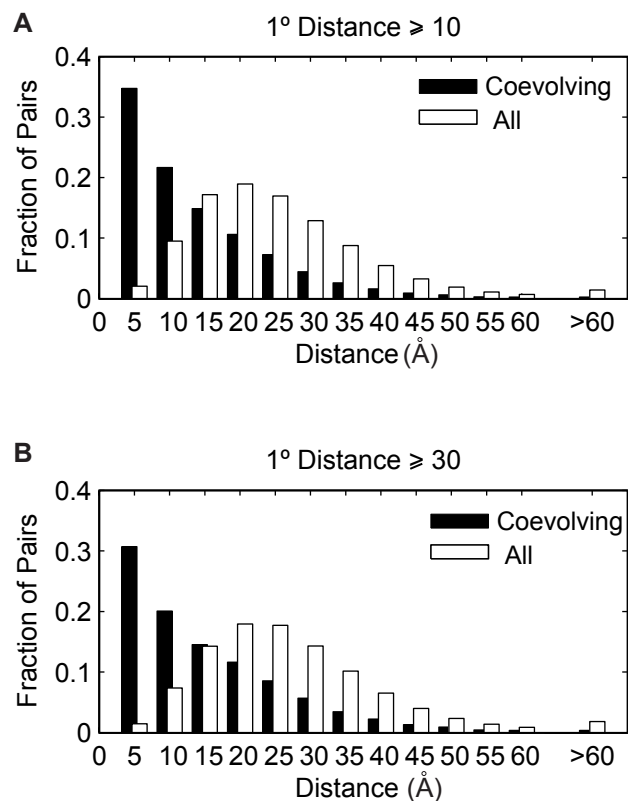 A
1º Distance ⩾ 10
Fraction of Pairs
0.4
0.3
0.2
0.1
0
Coevolving
All
0 5 10 15 20 25 30 35 40 45 50 55 60 >60
Distance (Å)
B
1º Distance ⩾ 30
Fraction of Pairs
0.4
0.3
0.2
0.1
0
Coevolving
All
0 5 10 15 20 25 30 35 40 45 50 55 60 >60
Distance (Å)